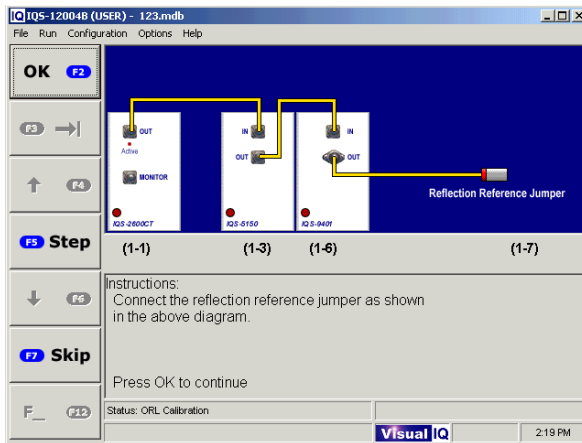 IQ IQS-12004B (USER) - 123.mdb
File Run Configuration Options Help
OK F2
F3
F4
F5 Step
F6
F7 Skip
F_ F12
OUT
Active
MONITOR
IQS-2600CT
IN
OUT
IQS-5150
IN
OUT
IQS-9401
Reflection Reference Jumper
(1-1) (1-3) (1-6) (1-7)
Instructions:
Connect the reflection reference jumper as shown
in the above diagram.
Press OK to continue
Status: ORL Calibration
Visual IQ
2:19 PM